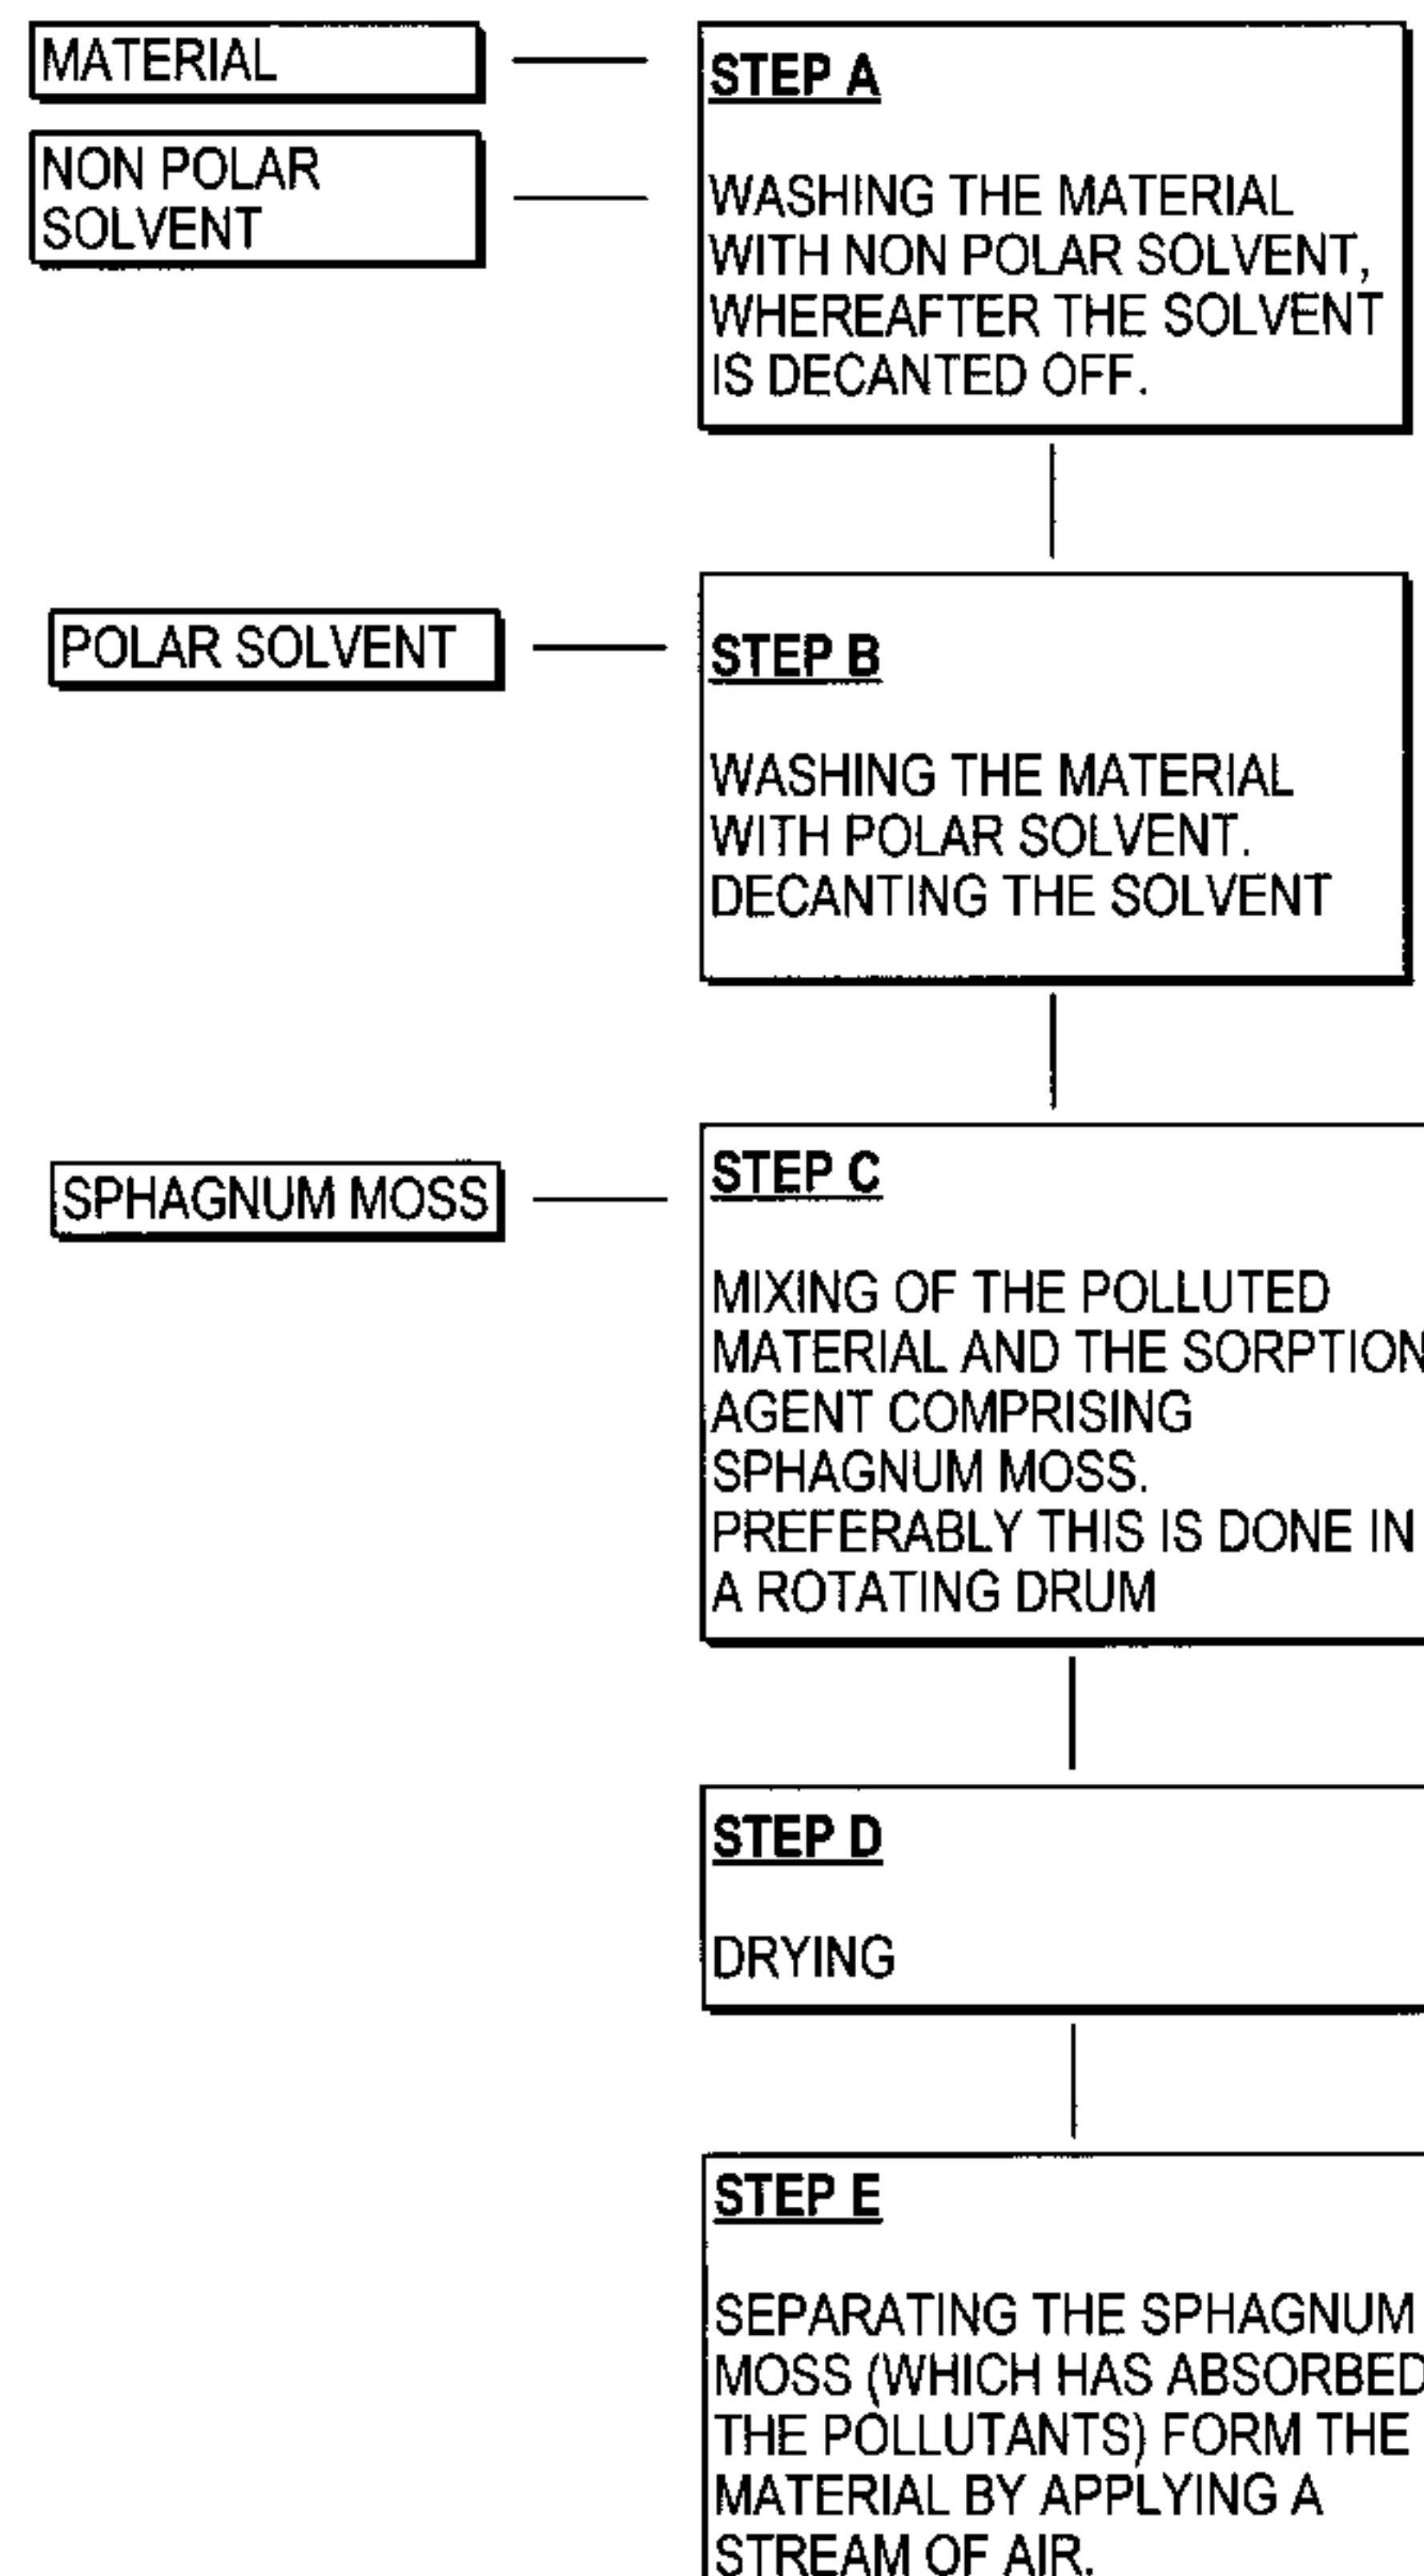 MATERIAL
NON POLAR
SOLVENT
STEP A
WASHING THE MATERIAL
WITH NON POLAR SOLVENT,
WHEREAFTER THE SOLVENT
IS DECANTED OFF.
POLAR SOLVENT
STEP B
WASHING THE MATERIAL
WITH POLAR SOLVENT.
DECANTING THE SOLVENT
SPHAGNUM MOSS
STEP C
MIXING OF THE POLLUTED
MATERIAL AND THE SORPTION
AGENT COMPRISING
SPHAGNUM MOSS.
PREFERABLY THIS IS DONE IN
A ROTATING DRUM
STEP D
DRYING
STEP E
SEPARATING THE SPHAGNUM
MOSS (WHICH HAS ABSORBED
THE POLLUTANTS) FORM THE
MATERIAL BY APPLYING A
STREAM OF AIR.